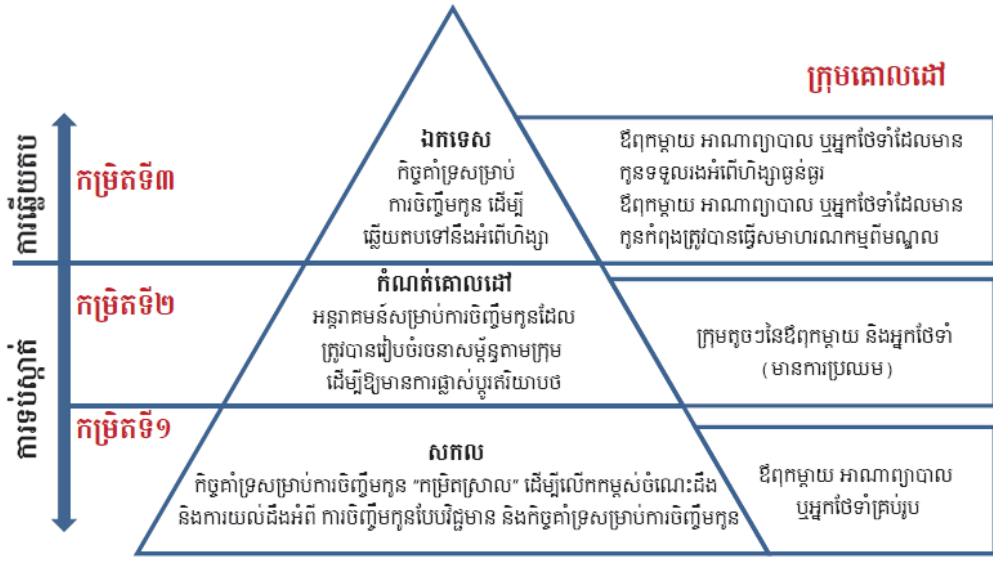 ក្រុមគោលដៅ
ការឆ្លើយតប
កម្រិតទី៣
ឯកទេស
កិច្ចគាំទ្រសម្រាប់
ការចិញ្ចឹមកូន ដើម្បី
ឆ្លើយតបទៅនឹងអំពើហិង្សា
ឪពុកម្តាយ អាណាព្យាបាល ឬអ្នកថែទាំដែលមាន
កូនទទួលរងអំពើហិង្សាធ្ងន់ធ្ងរ
ឪពុកម្តាយ អាណាព្យាបាល ឬអ្នកថែទាំដែលមាន
កូនកំពុងត្រូវបានធ្វើសមាហរណកម្មពីមណ្ឌល
ការទប់ស្កាត់
កម្រិតទី២
កំណត់គោលដៅ
អន្តរាគមន៍សម្រាប់ការចិញ្ចឹមកូនដែល
ត្រូវបានរៀបចំរចនាសម្ព័ន្ធតាមក្រុម
ដើម្បីឱ្យមានការផ្លាស់ប្តូរឥរិយាបថ
ក្រុមតូចៗនៃឪពុកម្តាយ និងអ្នកថែទាំ
(មានការប្រឈម)
កម្រិតទី១
សកល
កិច្ចគាំទ្រសម្រាប់ការចិញ្ចឹមកូន “កម្រិតស្រាល” ដើម្បីលើកកម្ពស់ចំណេះដឹង
និងការយល់ដឹងអំពី ការចិញ្ចឹមកូនបែបវិជ្ជមាន និងកិច្ចគាំទ្រសម្រាប់ការចិញ្ចឹមកូន
ឪពុកម្តាយ អាណាព្យាបាល
ឬអ្នកថែទាំគ្រប់រូប